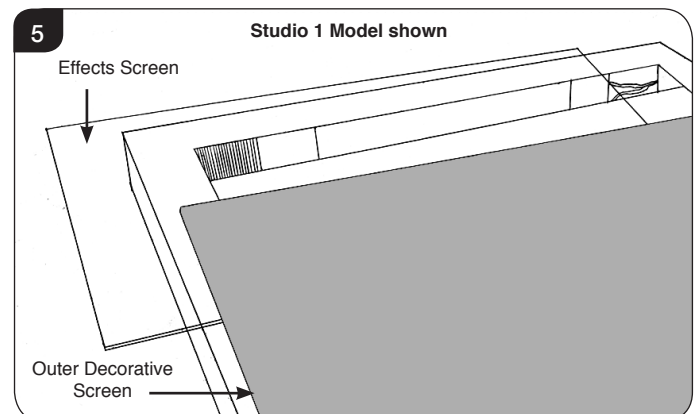 5
Studio 1 Model shown
Effects Screen
Outer Decorative
Screen